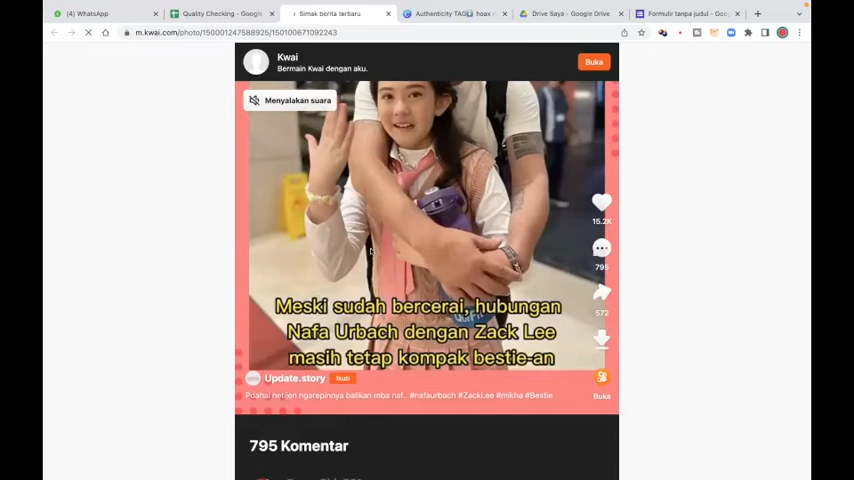 (4) WhatsApp
Quality Checking - Google
Simak berita terbaru
Authenticity TAG
hoax n
Drive Saya - Google Drive
Formulir tanpa judul - Goog
m.kwai.com/photo/150001247588925/150100671092243
Kwai
Bermain Kwai dengan aku.
Buka
Menyalakan suara
15.2K
795
572
Meski sudah bercerai, hubungan
Nafa Urbach dengan Zack Lee
masih tetap kompak bestie-an
Update.story
Ikuti
Pdahal netijen ngarepinnya balikan mba naf.. #nafaurbach #ZackLee #mikha #Bestie
Buka
795 Komentar